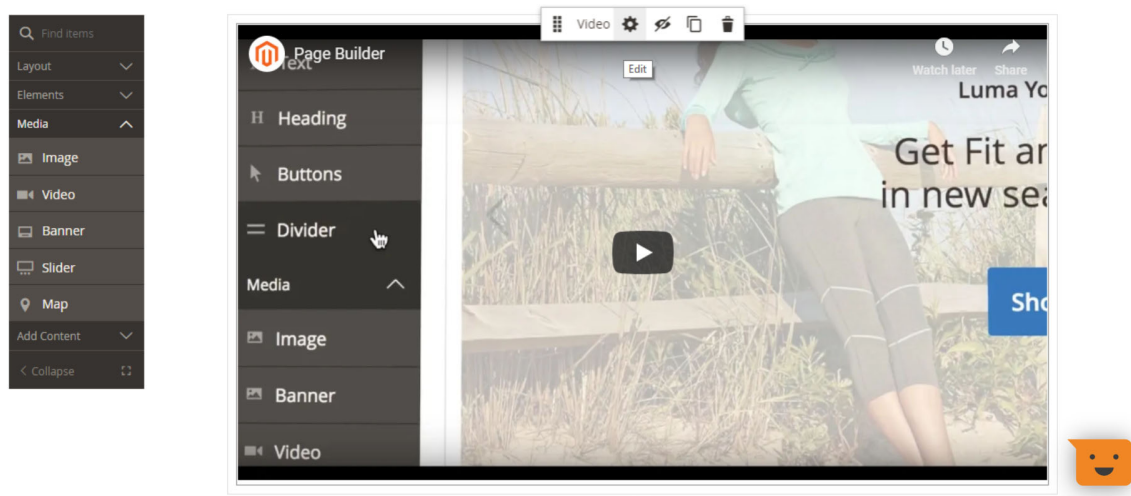 Find items
Layout
Elements
Media
Image
Video
Banner
Slider
Map
Add Content
Collapse
Video
Edit
Page Builder
Watch later
Share
Text
Heading
Buttons
Divider
Media
Image
Banner
Video
Luma Yo
Get Fit an
in new sea
Sho